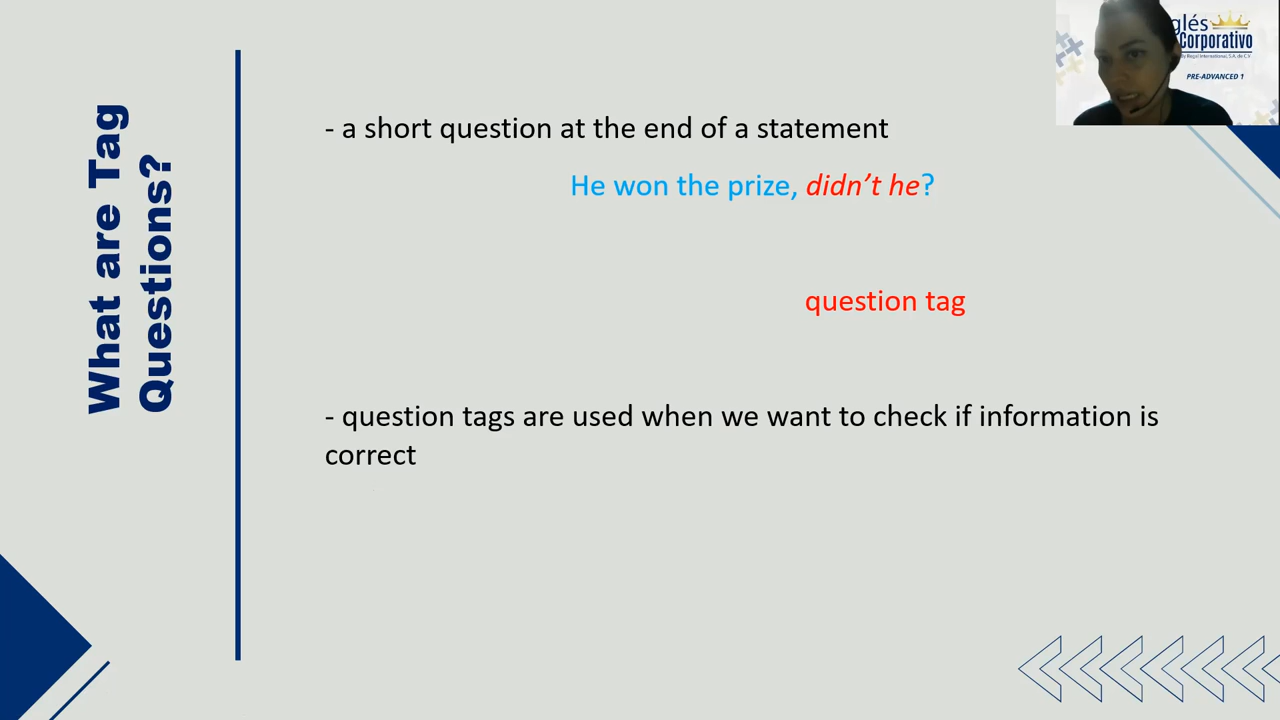 What are Tag
Questions?
- a short question at the end of a statement
He won the prize, didn’t he?
question tag
- question tags are used when we want to check if information is
correct
glés
Corporativo
PRE-ADVANCED 1